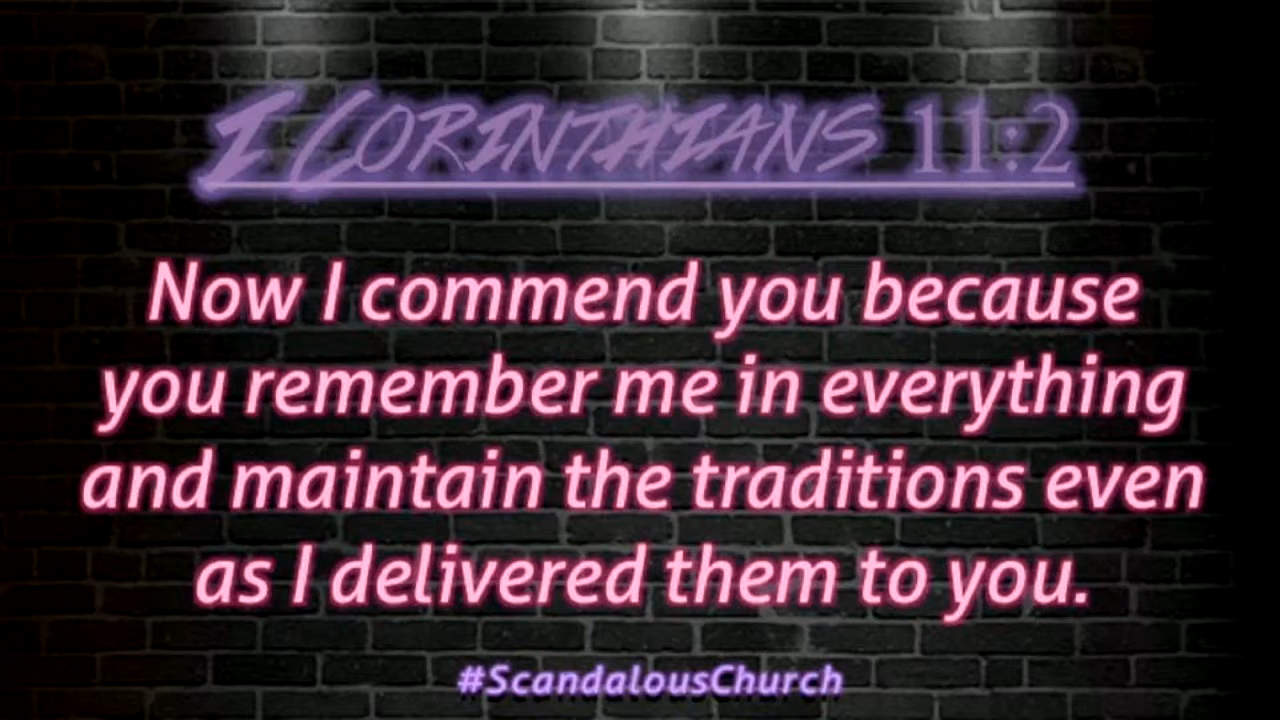 I Corinthians 11:2
Now I commend you because
you remember me in everything
and maintain the traditions even
as I delivered them to you.
#ScandalousChurch